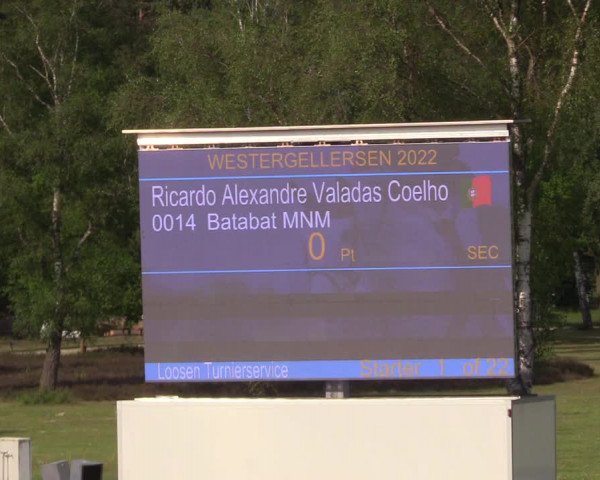 WESTERGELLERSEN 2022
Ricardo Alexandre Valadas Coelho
0014 Batabat MNM
0 Pt SEC
Loosen Turnierservice Starter 1 of 22